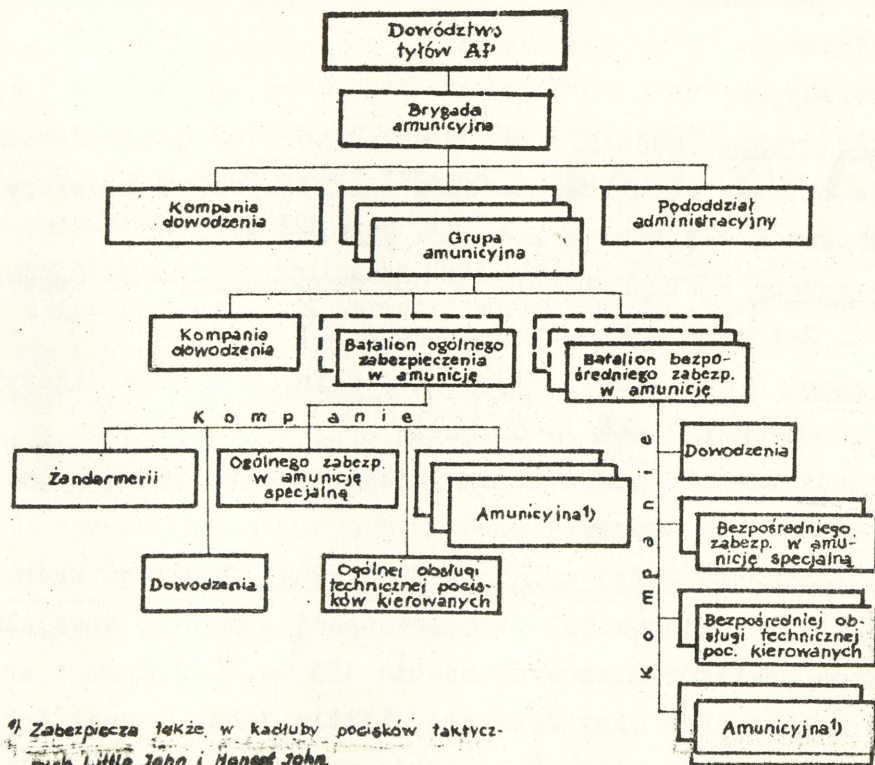 Dowództwo
tyłów AP
Brygada
amunicyjna
Kompania
dowodzenia
Grupa
amunicyjna
Pododdział
administracyjny
Kompania
dowodzenia
Batalion ogólnego
zabezpieczenia
w amunicję
Batalion bezpo-
średniego zabezp.
w amunicję
Kompanie
Żandarmerii
Ogólnego zabezp.
w amunicję
specjalną
Amunicyjna¹)
Dowodzenia
Ogólnej obsługi
technicznej pocis-
ków kierowanych
Kompanie
Dowodzenia
Bezpośredniego
zabezp. w amu-
nicję specjalną
Bezpośredniej ob-
sługi technicznej
poc. kierowanych
Amunicyjna¹)
¹) Zabezpiecza także w kadłuby pocisków taktycz-
nych Little John i Honest John